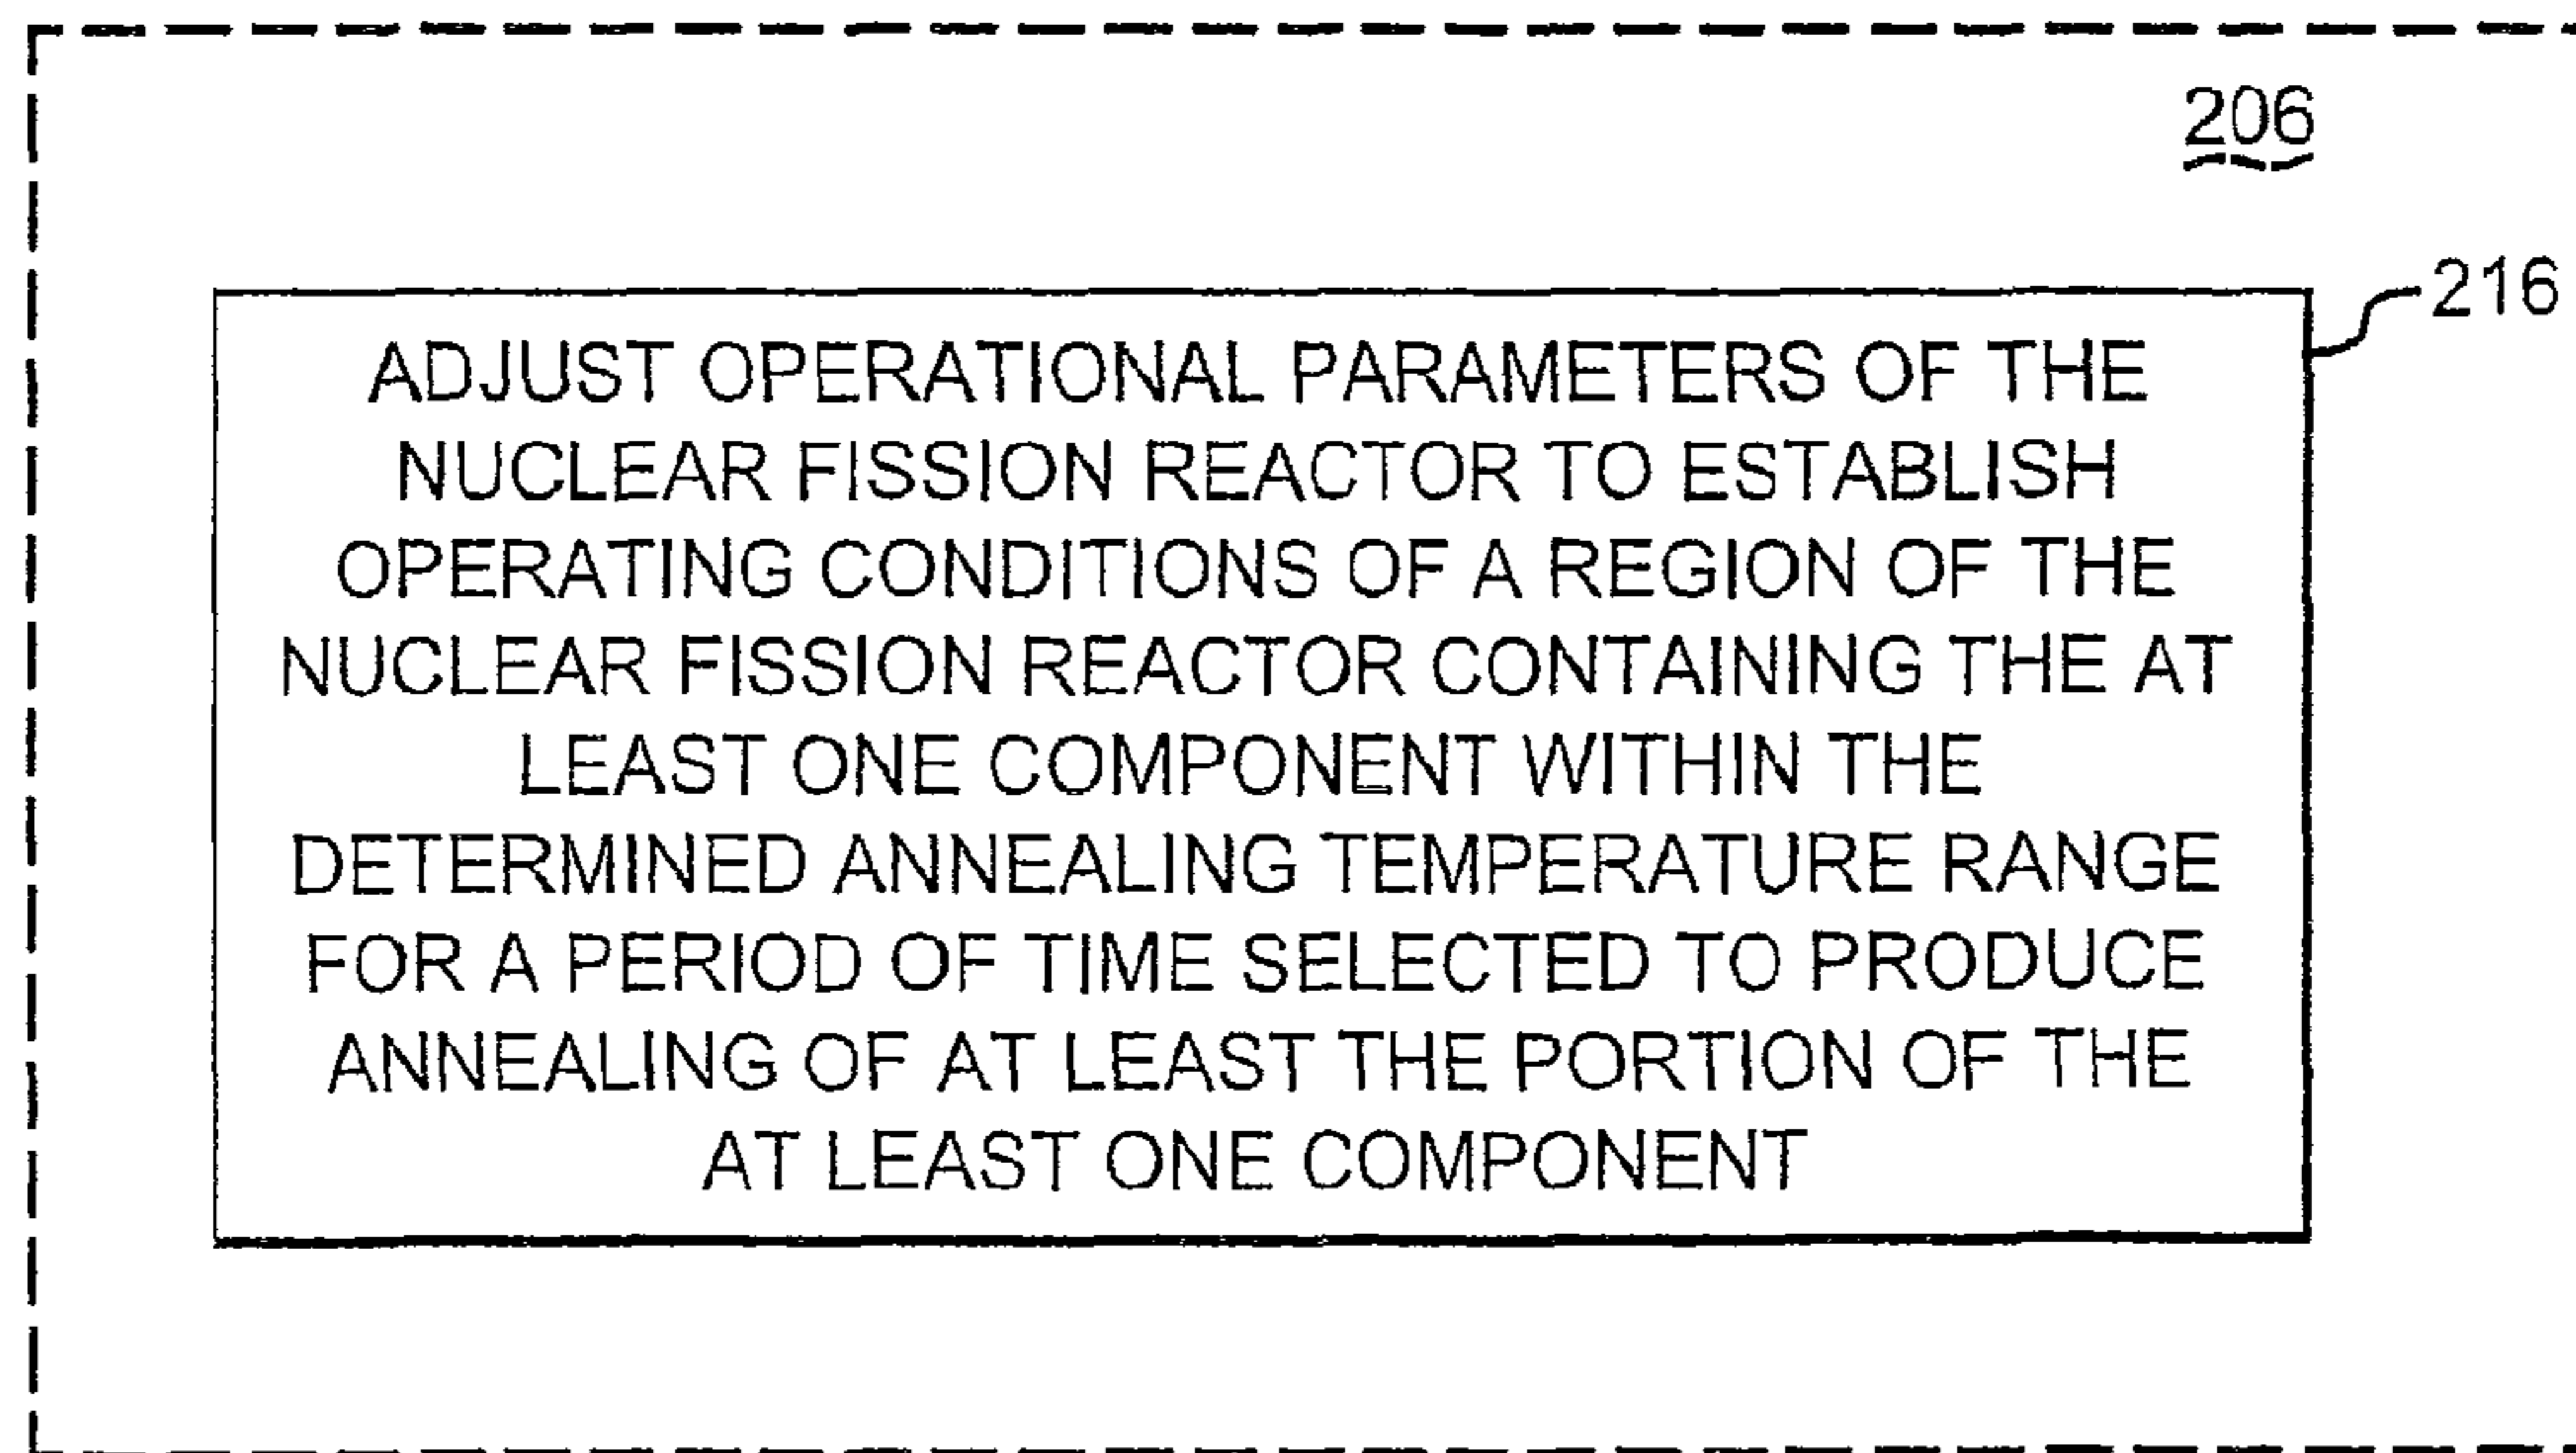 206
216
ADJUST OPERATIONAL PARAMETERS OF THE
NUCLEAR FISSION REACTOR TO ESTABLISH
OPERATING CONDITIONS OF A REGION OF THE
NUCLEAR FISSION REACTOR CONTAINING THE AT
LEAST ONE COMPONENT WITHIN THE
DETERMINED ANNEALING TEMPERATURE RANGE
FOR A PERIOD OF TIME SELECTED TO PRODUCE
ANNEALING OF AT LEAST THE PORTION OF THE
AT LEAST ONE COMPONENT